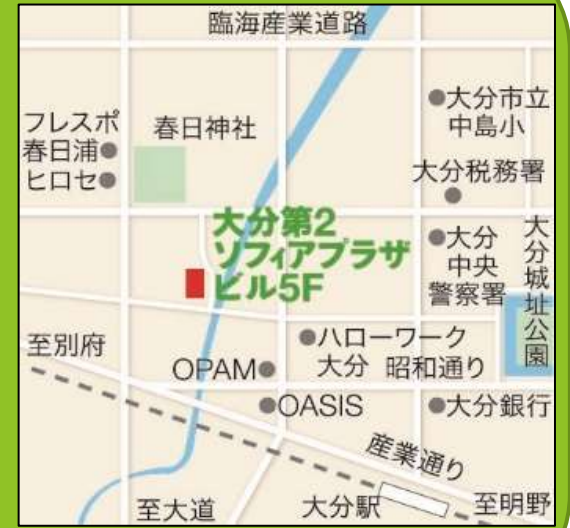 臨海産業道路
フレスポ
春日浦
ヒロセ
春日神社
大分市立
中島小
大分税務署
大分第2
ソフィアプラザ
ビル5F
大分
中央
警察署
大分城址公園
至別府
ハローワーク
大分
昭和通り
OPAM
OASIS
大分銀行
産業通り
至大道
大分駅
至明野